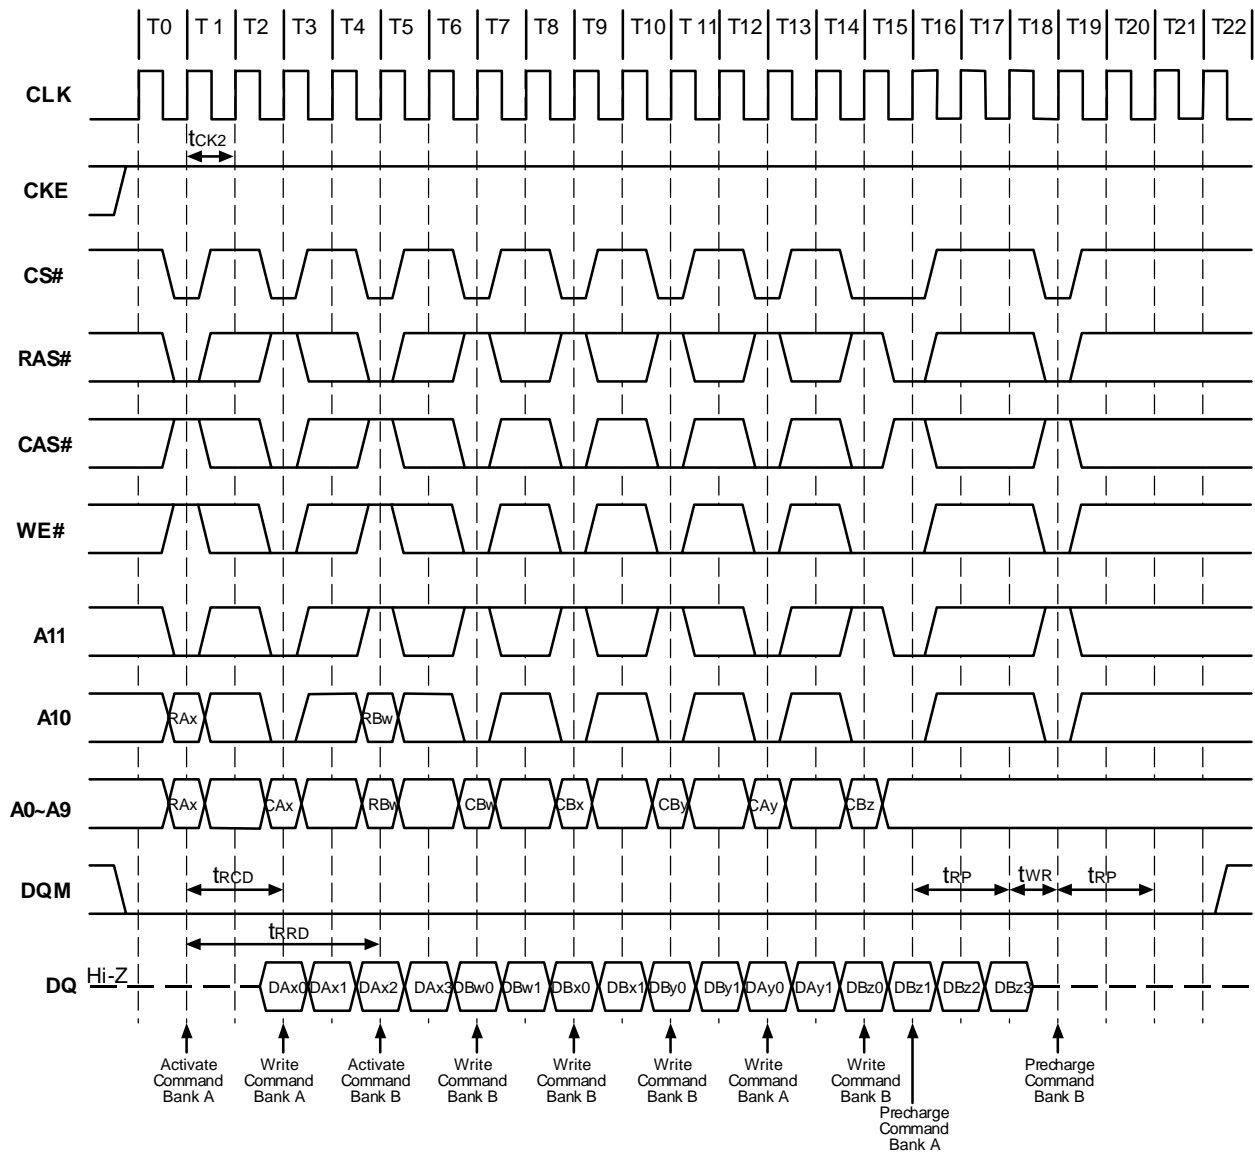 T0 T 1 T2 T3 T4 T5 T6 T7 T8 T9 T10 T 11 T12 T13 T14 T15 T16 T17 T18 T19 T20 T21 T22
CLK
tCK2
CKE
CS#
RAS#
CAS#
WE#
A11
A10 RAx RBw
A0~A9 RAx CAx RBw CBw CBx CBy CAy CBz
DQM tRCD tRP tWR tRP
tRRD
DQ Hi-Z DAx0 DAx1 DAx2 DAx3 DBw0 DBw1 DBx0 DBx1 DBy0 DBy1 DAy0 DAy1 DBz0 DBz1 DBz2 DBz3
Activate
Command
Bank A
Write
Command
Bank A
Activate
Command
Bank B
Write
Command
Bank B
Write
Command
Bank B
Write
Command
Bank B
Write
Command
Bank A
Write
Command
Bank B
Precharge
Command
Bank A
Precharge
Command
Bank B